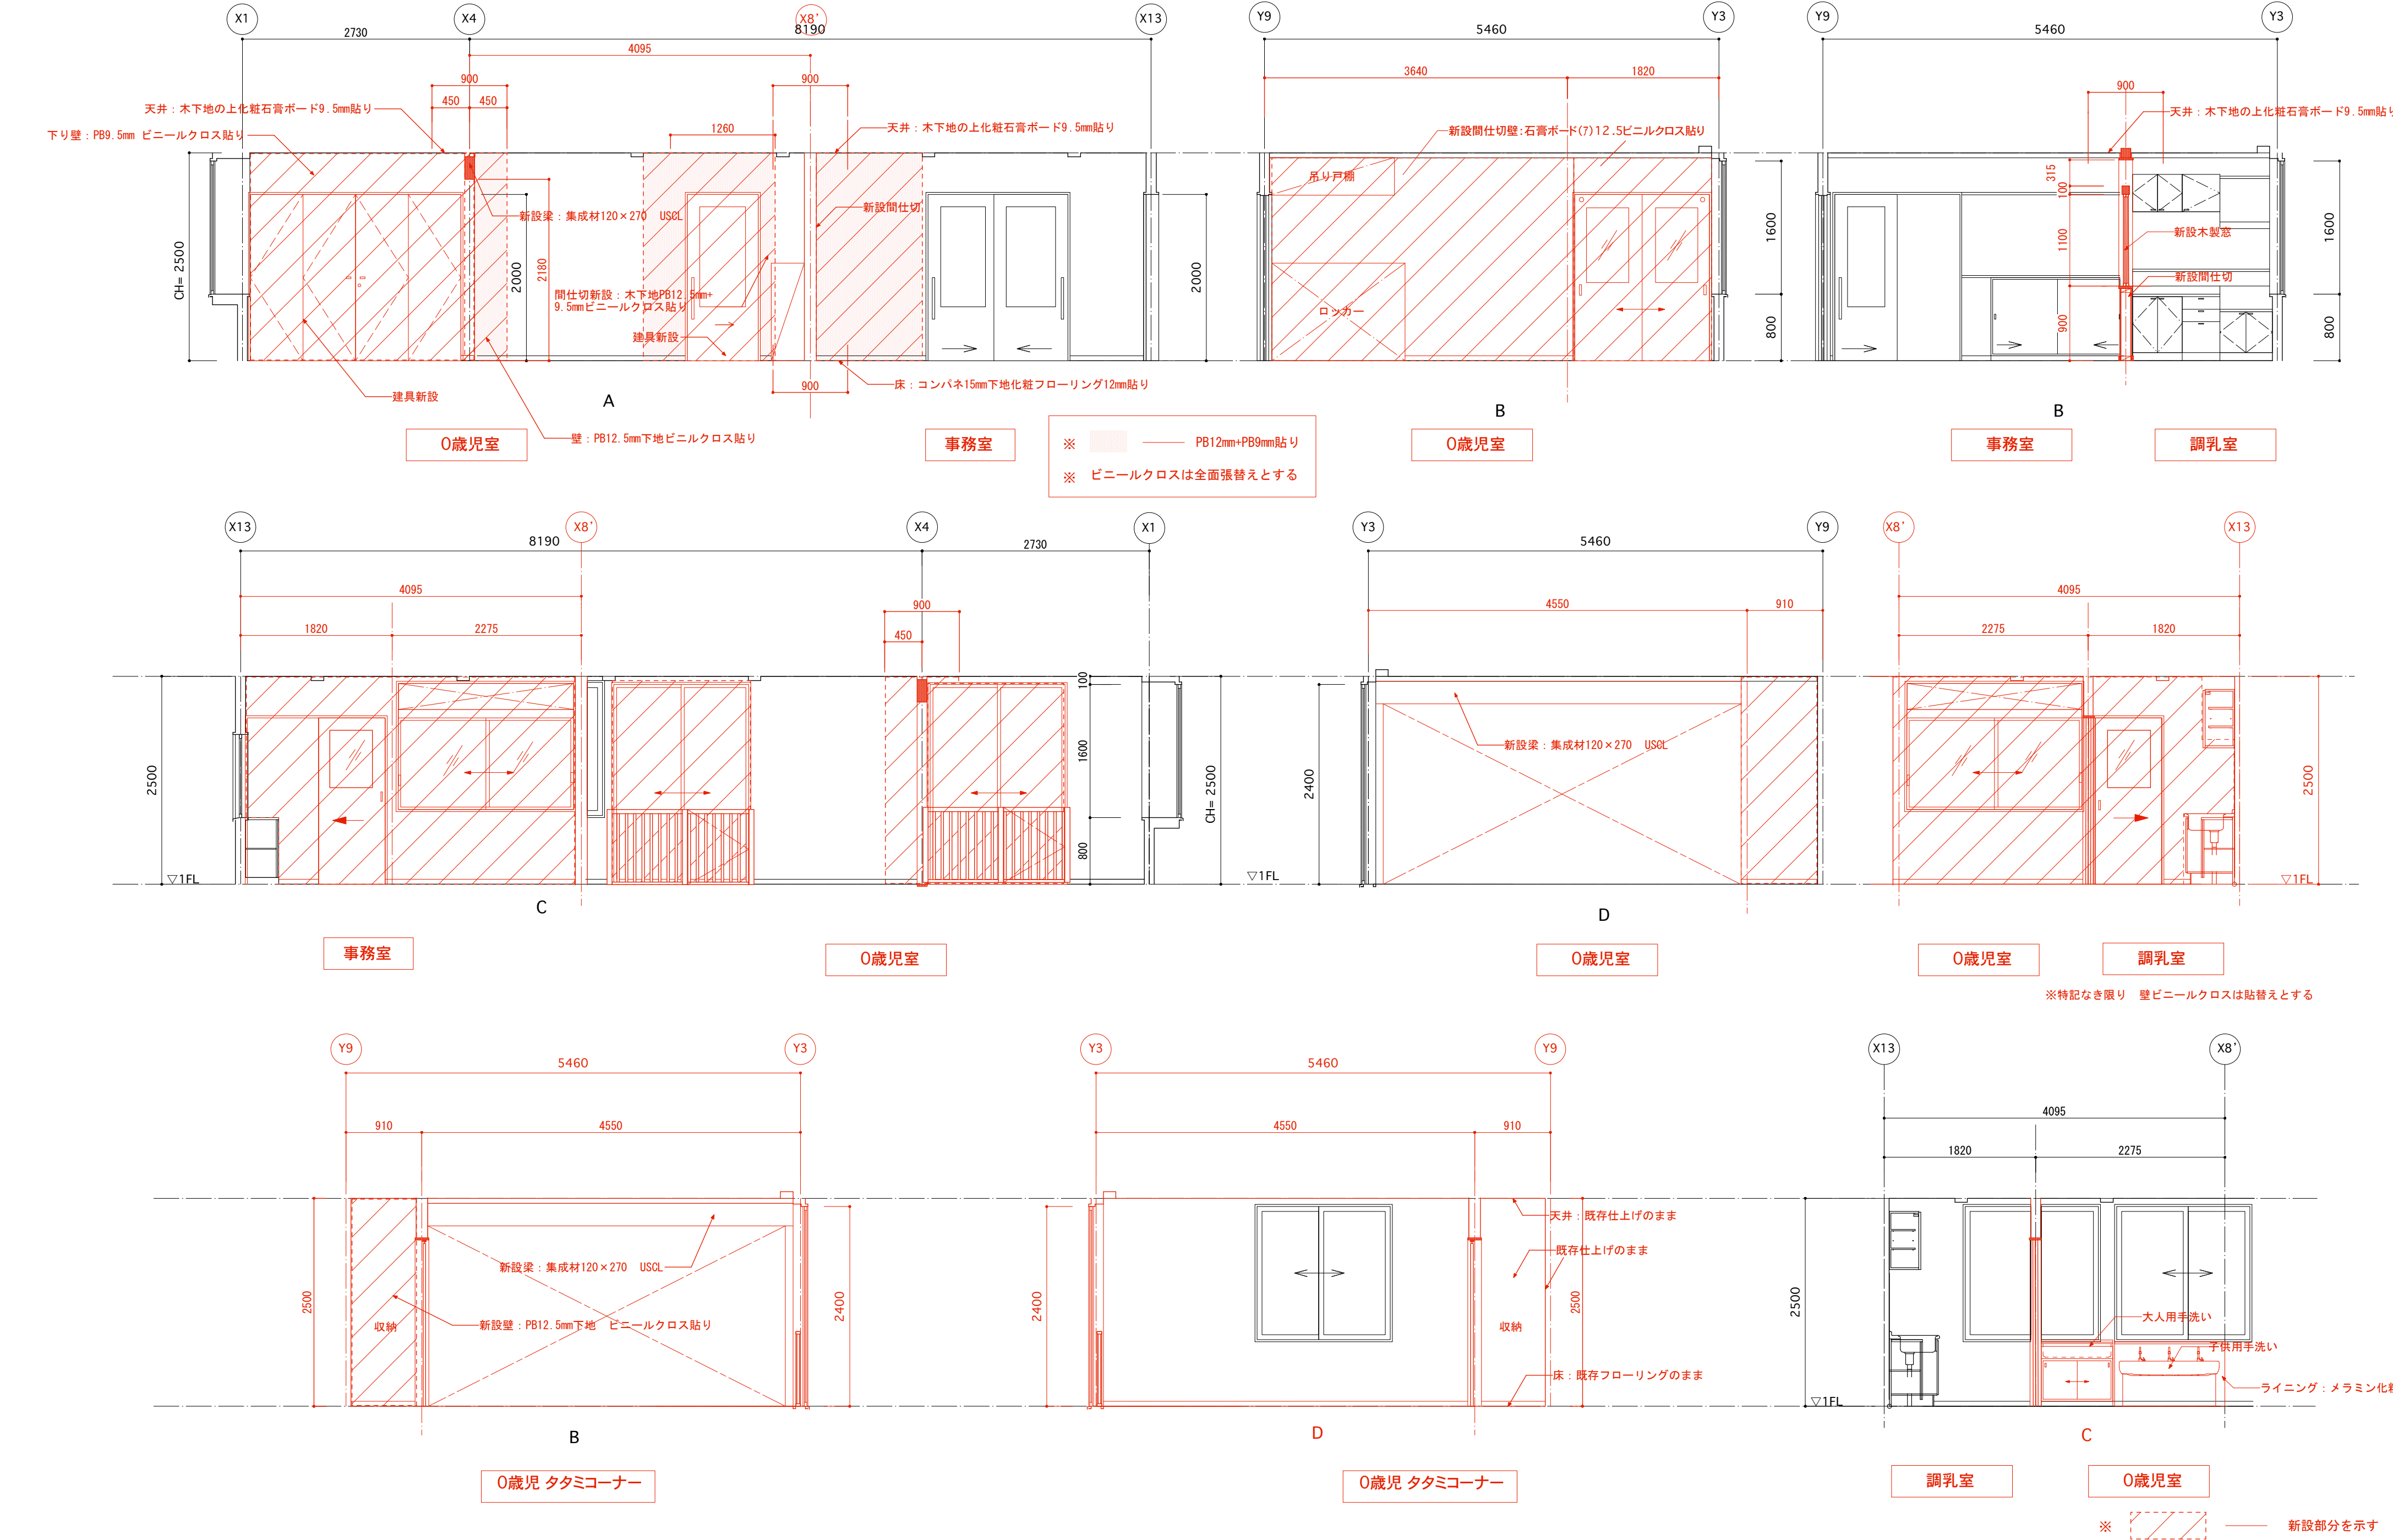 X1
X4
X8'
X13
2730
8190
4095
900
450
450
900
1260
天井：木下地の上化粧石膏ボード9.5mm貼り
下り壁：PB9.5mm ビニールクロス貼り
天井：木下地の上化粧石膏ボード9.5mm貼り
新設梁：集成材120×270　USCL
新設間仕切
CH= 2500
2000
2180
2000
間仕切新設：木下地PB12.5mm+
9.5mmビニールクロス貼り
建具新設
建具新設
900
床：コンパネ15mm下地化粧フローリング12mm貼り
A
壁：PB12.5mm下地ビニルクロス貼り
0歳児室
事務室
※ PB12mm+PB9mm貼り
※ ビニールクロスは全面張替えとする
Y9
Y3
5460
3640
1820
新設間仕切壁:石膏ボード(ｱ)12.5ビニルクロス貼り
吊り戸棚
ロッカー
1600
800
B
0歳児室
Y9
Y3
5460
900
天井：木下地の上化粧石膏ボード9.5mm貼り
315
100
1100
900
新設木製窓
新設間仕切
1600
800
B
事務室
調乳室
X13
X8'
X4
X1
8190
2730
4095
1820
2275
900
450
2500
▽1FL
100
1600
800
CH= 2500
C
事務室
0歳児室
Y3
Y9
5460
4550
910
新設梁：集成材120×270　USCL
2400
▽1FL
D
0歳児室
X8'
X13
4095
2275
1820
2500
▽1FL
0歳児室
調乳室
※特記なき限り　壁ビニールクロスは貼替えとする
Y9
Y3
5460
910
4550
2500
収納
新設梁：集成材120×270　USCL
新設壁：PB12.5mm下地　ビニールクロス貼り
2400
B
0歳児 タタミコーナー
Y3
Y9
5460
4550
910
2400
天井：既存仕上げのまま
既存仕上げのまま
収納
2500
床：既存フローリングのまま
D
0歳児 タタミコーナー
X13
X8'
4095
1820
2275
2500
▽1FL
大人用手洗い
子供用手洗い
ライニング：メラミン化粧
C
調乳室
0歳児室
※ 新設部分を示す